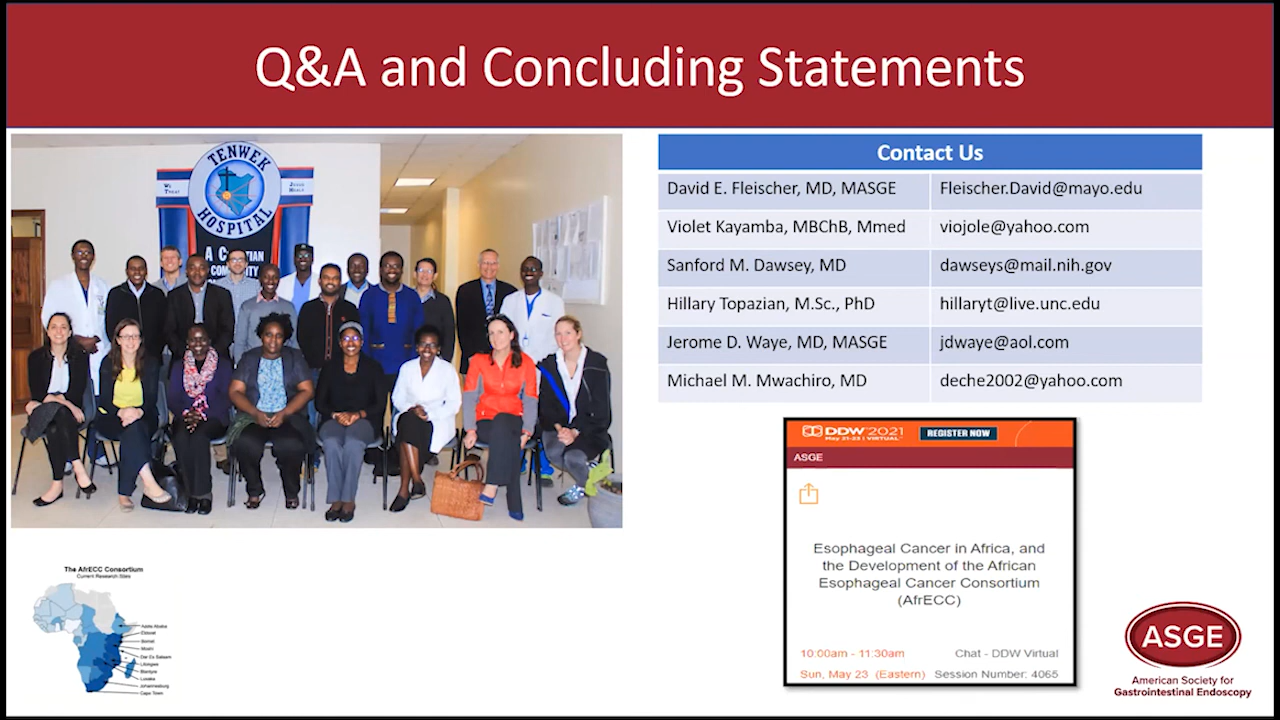 Q&A and Concluding Statements
TENWEK
HOSPITAL
We
Treat
Jesus
Heals
Contact Us
David E. Fleischer, MD, MASGE Fleischer.David@mayo.edu
Violet Kayamba, MBChB, Mmed viojole@yahoo.com
Sanford M. Dawsey, MD dawseys@mail.nih.gov
Hillary Topazian, M.Sc., PhD hillaryt@live.unc.edu
Jerome D. Waye, MD, MASGE jdwaye@aol.com
Michael M. Mwachiro, MD deche2002@yahoo.com
DDW 2021
May 21-23 | VIRTUAL
REGISTER NOW
ASGE
Esophageal Cancer in Africa, and
the Development of the African
Esophageal Cancer Consortium
(AfrECC)
10:00am - 11:30am Chat - DDW Virtual
Sun, May 23 (Eastern) Session Number: 4065
The AfrECC Consortium
Current Research Sites
Addis Ababa
Eldoret
Bomet
Moshi
Dar Es Salaam
Lilongwe
Blantyre
Lusaka
Johannesburg
Cape Town
ASGE
American Society for
Gastrointestinal Endoscopy